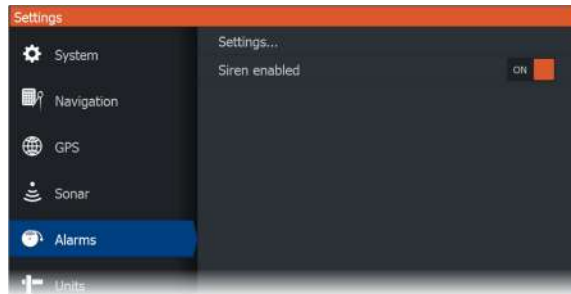 Settings
System
Navigation
GPS
Sonar
Alarms
Units
Settings...
Siren enabled
ON